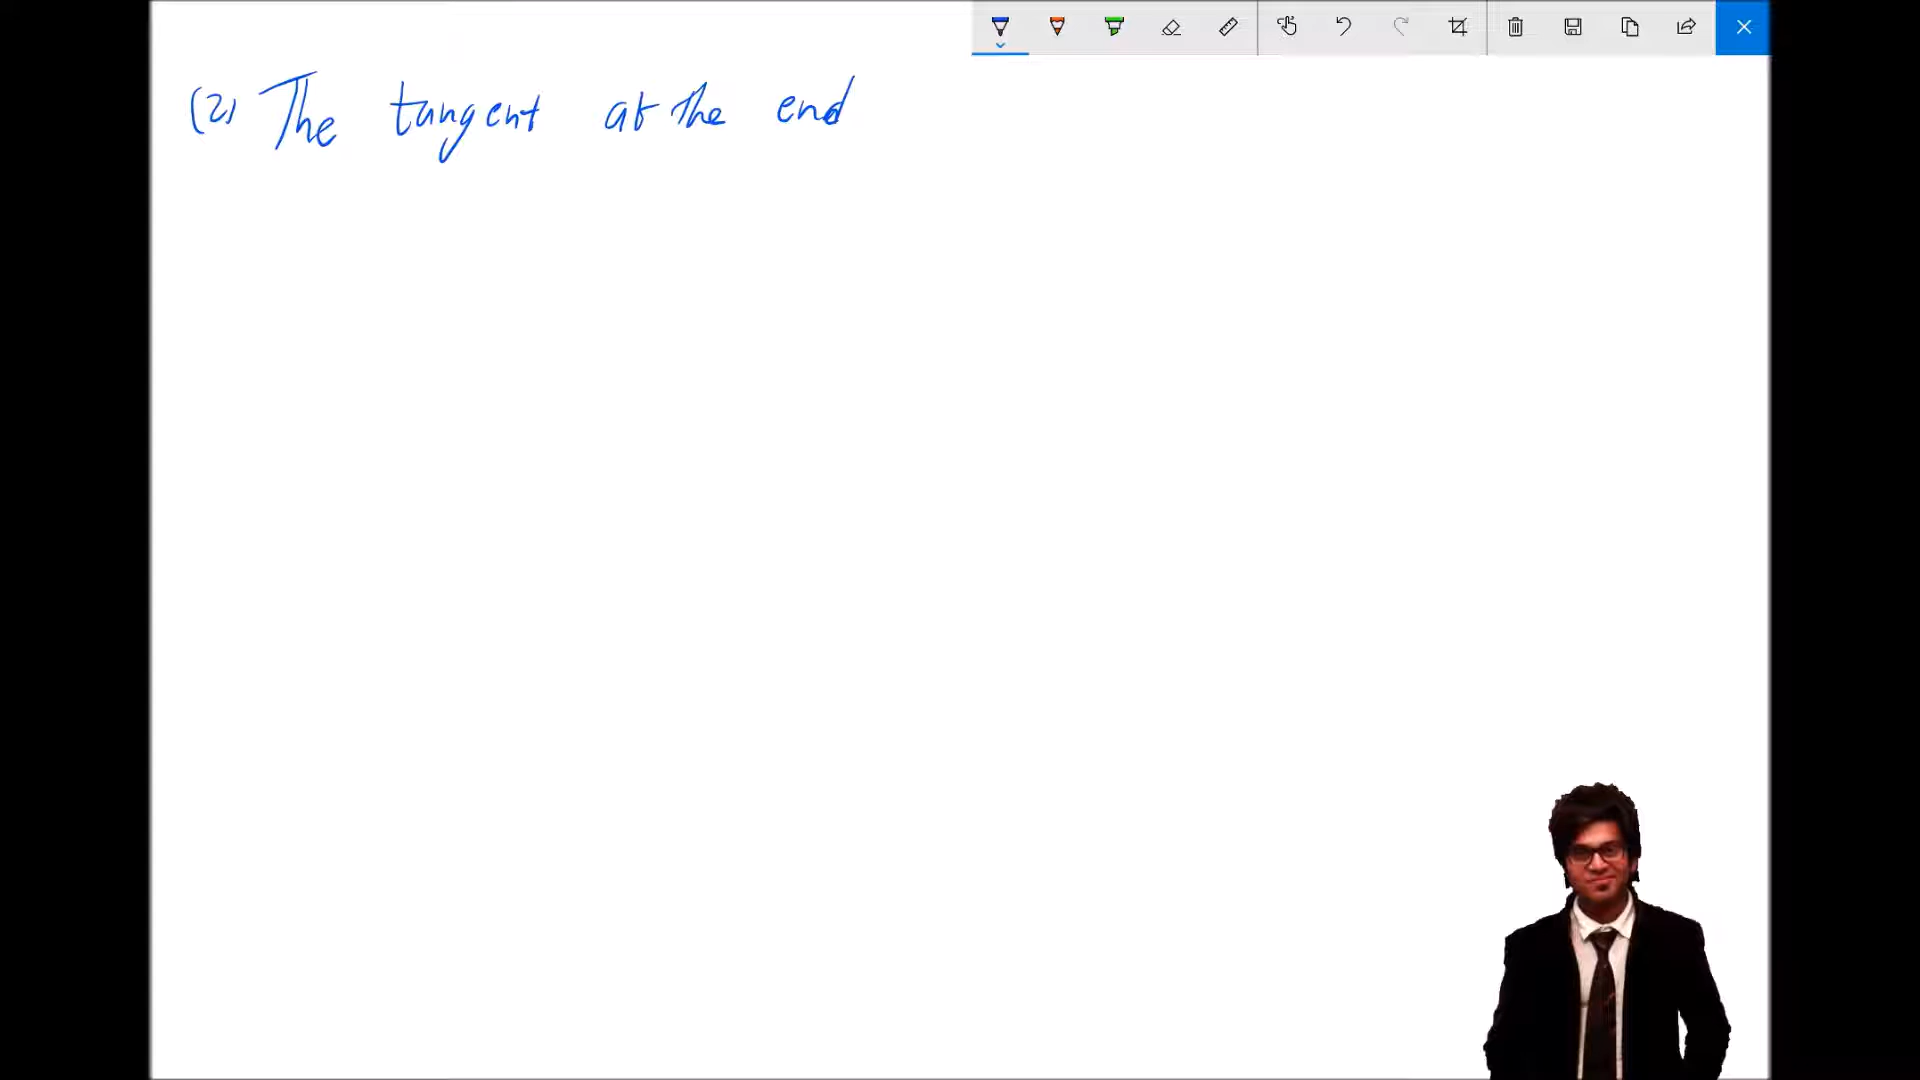 (2) The tangent at the end